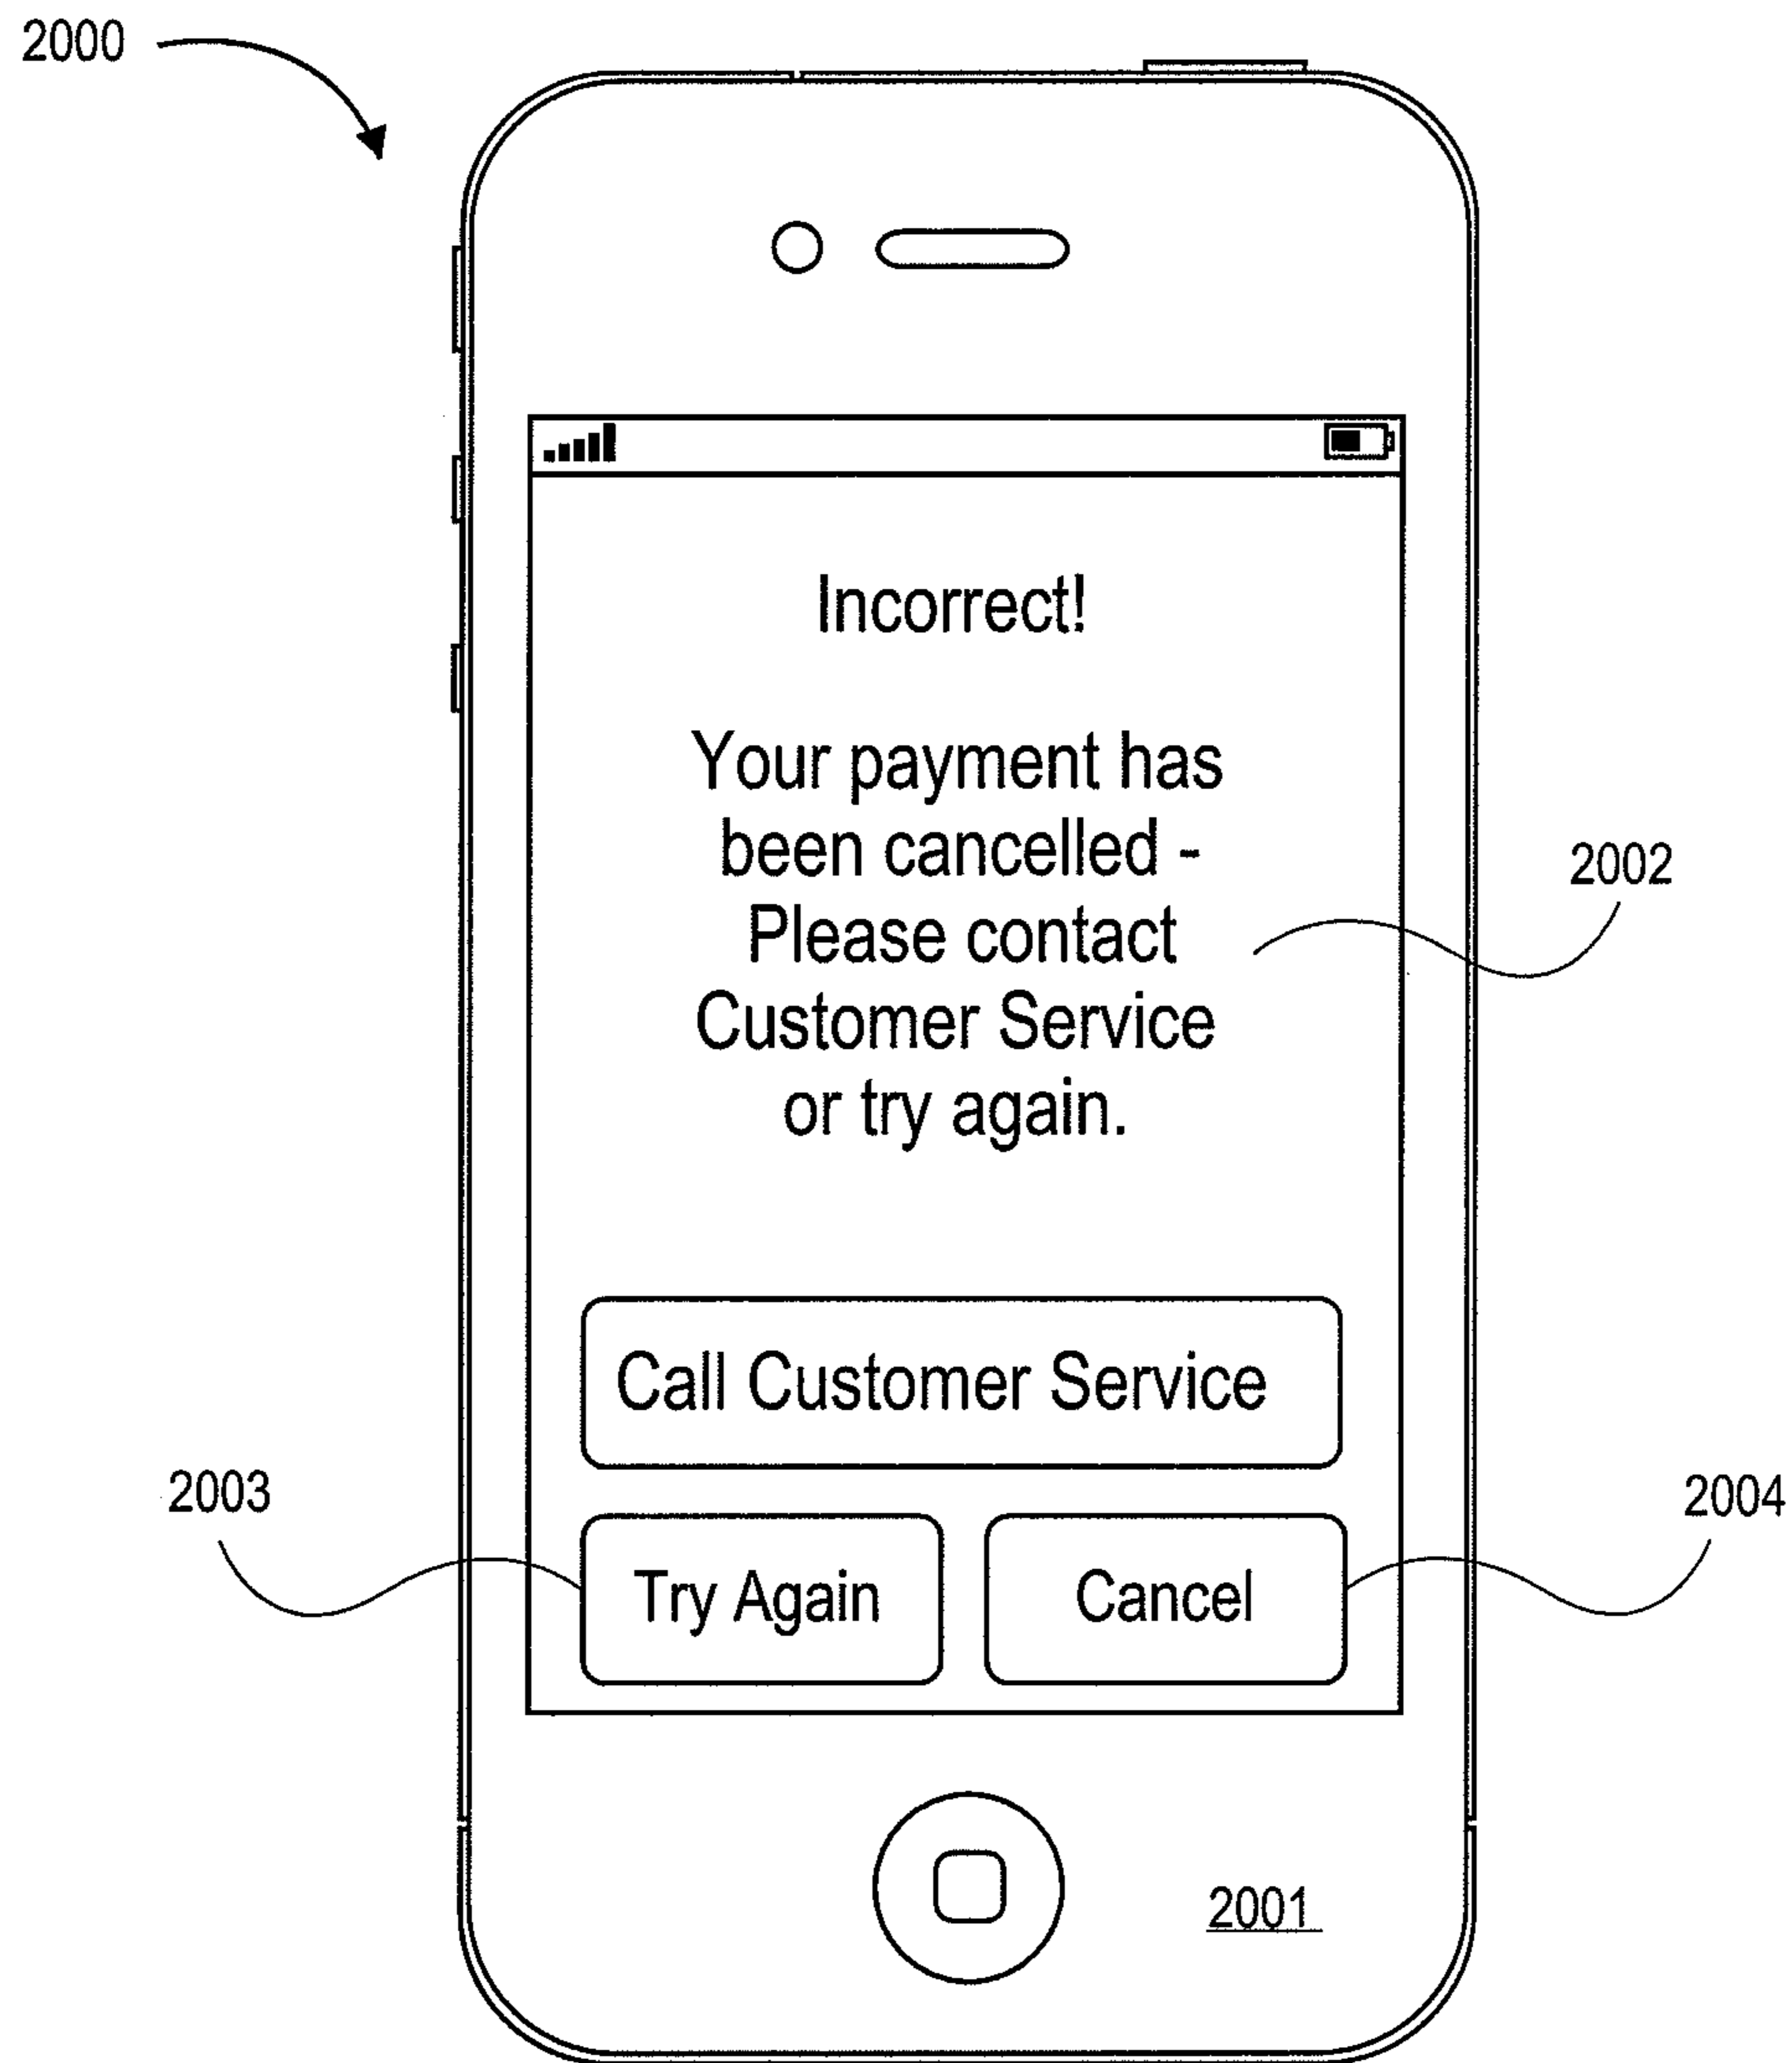 2000
Incorrect!
Your payment has
been cancelled -
Please contact
Customer Service
or try again.
2002
Call Customer Service
2003
2004
Try Again
Cancel
2001